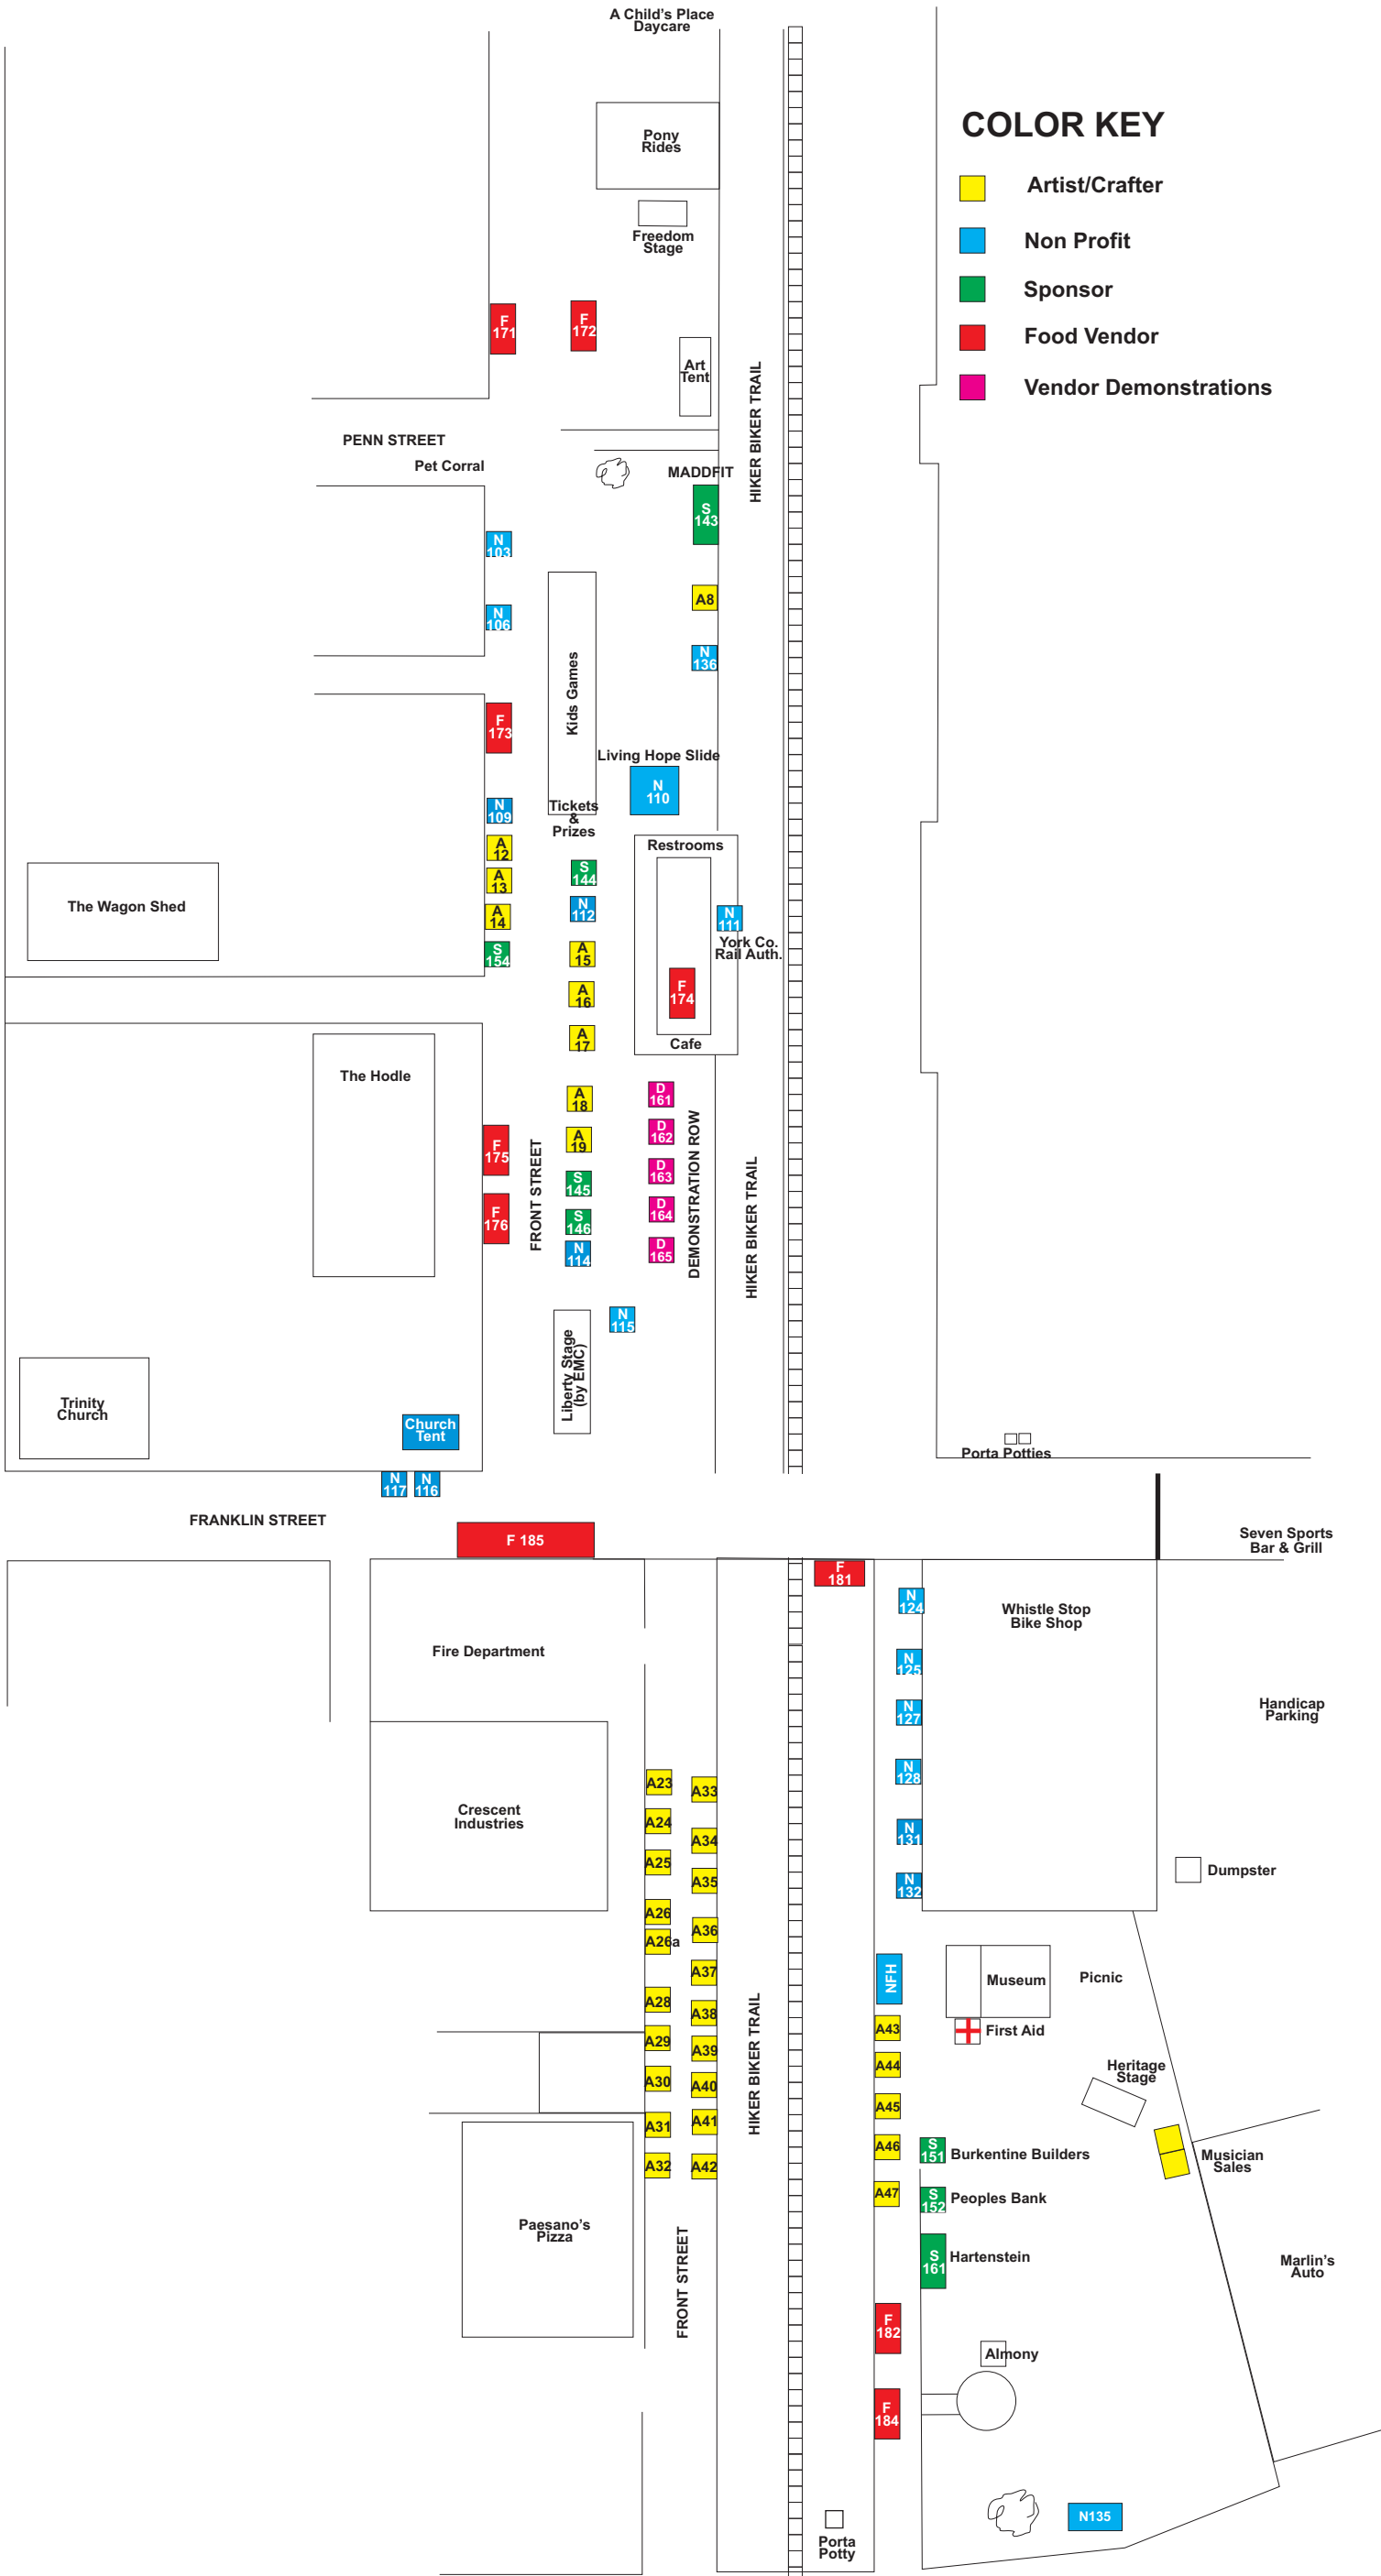 A Child's Place
Daycare
Pony
Rides
COLOR KEY
Artist/Crafter
Non Profit
Sponsor
Food Vendor
Vendor Demonstrations
Freedom
Stage
F
171
F
172
Art
Tent
HIKER BIKER TRAIL
PENN STREET
Pet Corral
MADDFIT
S
143
N
103
A8
N
106
N
136
Kids Games
F
173
Living Hope Slide
N
110
N
109
Tickets
&
Prizes
A
12
Restrooms
A
13
S
144
The Wagon Shed
A
14
N
112
N
111
York Co.
Rail Auth.
S
154
A
15
A
16
F
174
A
17
Cafe
The Hodle
A
18
D
161
A
19
D
162
F
175
FRONT STREET
S
145
D
163
DEMONSTRATION ROW
HIKER BIKER TRAIL
F
176
S
146
D
164
N
114
D
165
N
115
Liberty Stage
(by EMC)
Trinity
Church
Church
Tent
Porta Potties
N
117
N
116
FRANKLIN STREET
F 185
Seven Sports
Bar & Grill
F
181
N
124
Whistle Stop
Bike Shop
Fire Department
N
125
N
127
Handicap
Parking
N
128
A23
A33
Crescent
Industries
A24
A34
N
131
A25
A35
N
132
Dumpster
A26
A36
A26a
A37
NFH
Museum
Picnic
A28
A38
A43
First Aid
A29
A39
A44
Heritage
Stage
A30
A40
HIKER BIKER TRAIL
A45
A31
A41
A46
S
151
Burkentine Builders
Musician
Sales
A32
A42
A47
S
152
Peoples Bank
Paesano's
Pizza
FRONT STREET
S
161
Hartenstein
Marlin's
Auto
F
182
Almony
F
184
N135
Porta
Potty